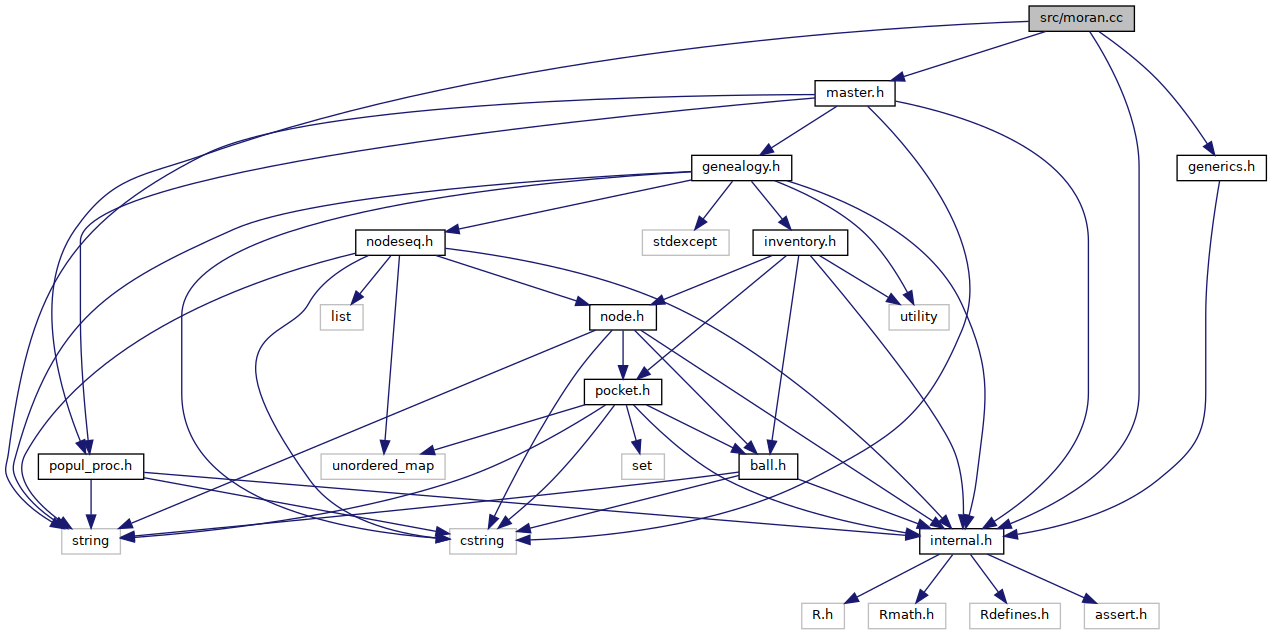 src/moran.cc
master.h
genealogy.h
generics.h
nodeseq.h
stdexcept
inventory.h
list
node.h
utility
pocket.h
popul_proc.h
unordered_map
set
ball.h
string
cstring
internal.h
R.h
Rmath.h
Rdefines.h
assert.h